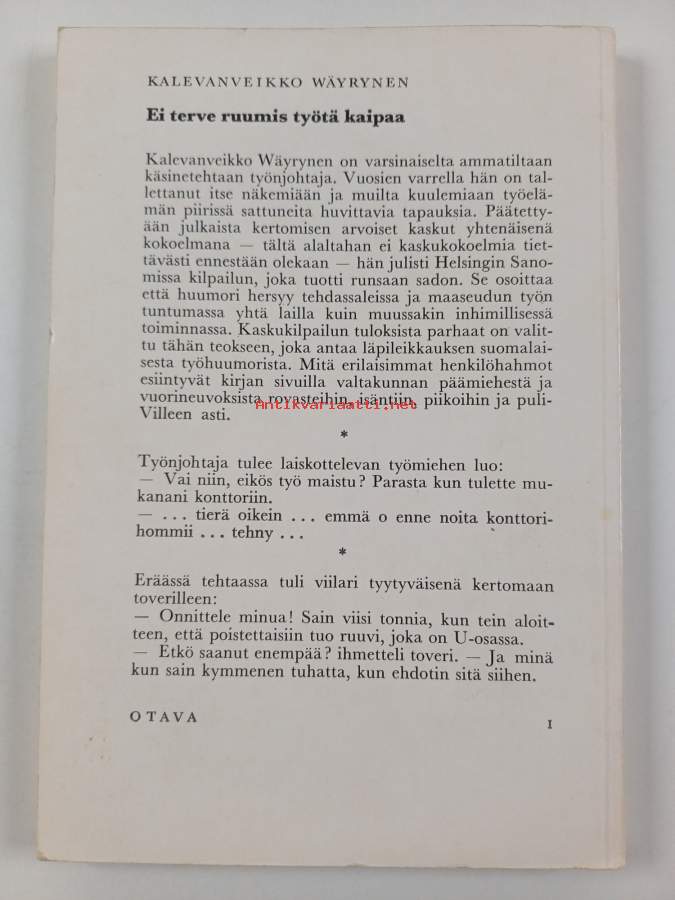 KALEVANVEIKKO WÄYRYNEN
Ei terve ruumis työtä kaipaa
Kalevanveikko Wäyrynen on varsinaiselta ammatiltaan
käsinetehtaan työnjohtaja. Vuosien varrella hän on tal-
lettanut itse näkemiään ja muilta kuulemiaan työelä-
män piirissä sattuneita huvittavia tapauksia. Päätetty-
ään julkaista kertomisen arvoiset kaskut yhtenäisenä
kokoelmana — tältä alaltahan ei kaskukokoelmia tiet-
tävästi ennestään olekaan — hän julisti Helsingin Sano-
missa kilpailun, joka tuotti runsaan sadon. Se osoittaa
että huumori hersyy tehdassaleissa ja maaseudun työn
tuntumassa yhtä lailla kuin muussakin inhimillisessä
toiminnassa. Kaskukilpailun tuloksista parhaat on valit-
tu tähän teokseen, joka antaa läpileikkauksen suomalai-
sesta työhuumorista. Mitä erilaisimmat henkilöhahmot
esiintyvät kirjan sivuilla valtakunnan päämiehestä ja
vuorineuvoksista rovasteihin, isäntiin, piikoihin ja puli-
Villeen asti.
Antikvariaatti.net
*
Työnjohtaja tulee laiskottelevan työmiehen luo:
— Vai niin, eikös työ maistu? Parasta kun tulette mu-
kanani konttoriin.
— ... tierä oikein ... emmä o enne noita konttori-
hommii ... tehny ...
*
Eräässä tehtaassa tuli viilari tyytyväisenä kertomaan
toverilleen:
— Onnittele minua! Sain viisi tonnia, kun tein aloit-
teen, että poistettaisiin tuo ruuvi, joka on U-osassa.
— Etkö saanut enempää? ihmetteli toveri. — Ja minä
kun sain kymmenen tuhatta, kun ehdotin sitä siihen.
OTAVA
I